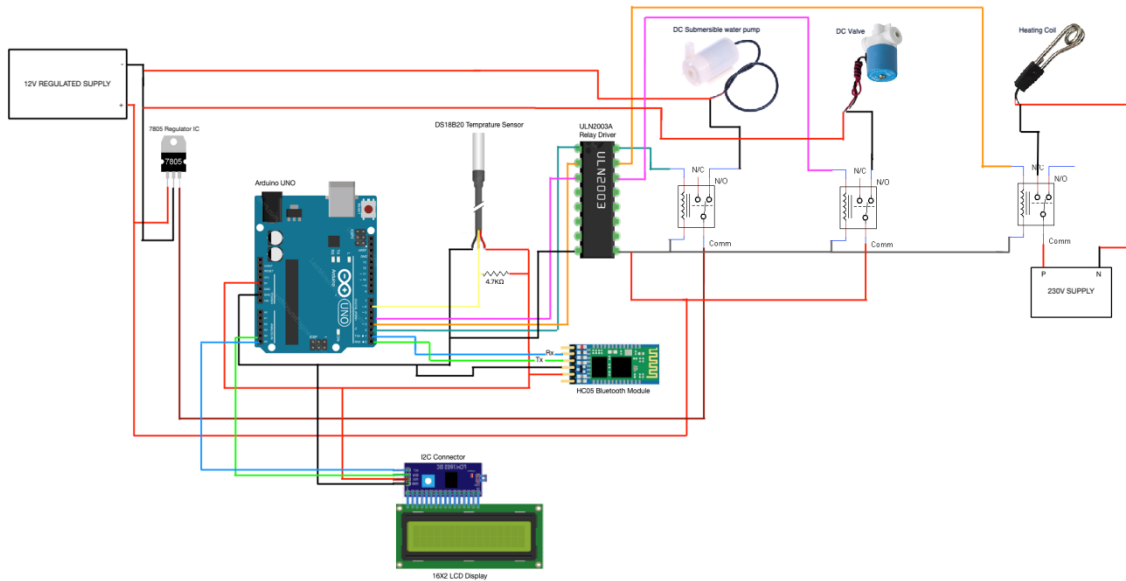 DC Submersible water pump
DC Valve
Heating Coil
12V REGULATED SUPPLY
-
+
7805 Regulator IC
7805
DS18B20 Temprature Sensor
ULN2003A
Relay Driver
ULN2003
Arduino UNO
UNO
Arduino
N/C
N/O
Comm
N/C
N/O
Comm
N/C
N/O
Comm
4.7KΩ
P
N
230V SUPPLY
Rx
Tx
HC05 Bluetooth Module
I2C Connector
16X2 LCD Display